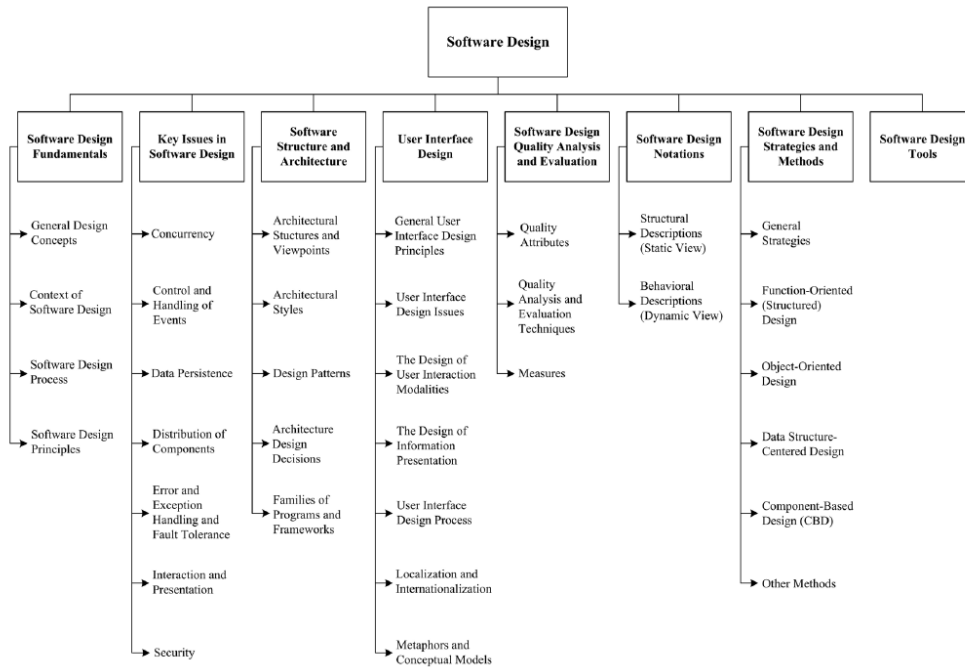 Software Design
Software Design
Fundamentals
General Design
Concepts
Context of
Software Design
Software Design
Process
Software Design
Principles
Key Issues in
Software Design
Concurrency
Control and
Handling of
Events
Data Persistence
Distribution of
Components
Error and
Exception
Handling and
Fault Tolerance
Interaction and
Presentation
Security
Software
Structure and
Architecture
Architectural
Stuctures and
Viewpoints
Architectural
Styles
Design Patterns
Architecture
Design
Decisions
Families of
Programs and
Frameworks
User Interface
Design
General User
Interface Design
Principles
User Interface
Design Issues
The Design of
User Interaction
Modalities
The Design of
Information
Presentation
User Interface
Design Process
Localization and
Internationalization
Metaphors and
Conceptual Models
Software Design
Quality Analysis
and Evaluation
Quality
Attributes
Quality
Analysis and
Evaluation
Techniques
Measures
Software Design
Notations
Structural
Descriptions
(Static View)
Behavioral
Descriptions
(Dynamic View)
Software Design
Strategies and
Methods
General
Strategies
Function-Oriented
(Structured)
Design
Object-Oriented
Design
Data Structure-
Centered Design
Component-Based
Design (CBD)
Other Methods
Software Design
Tools